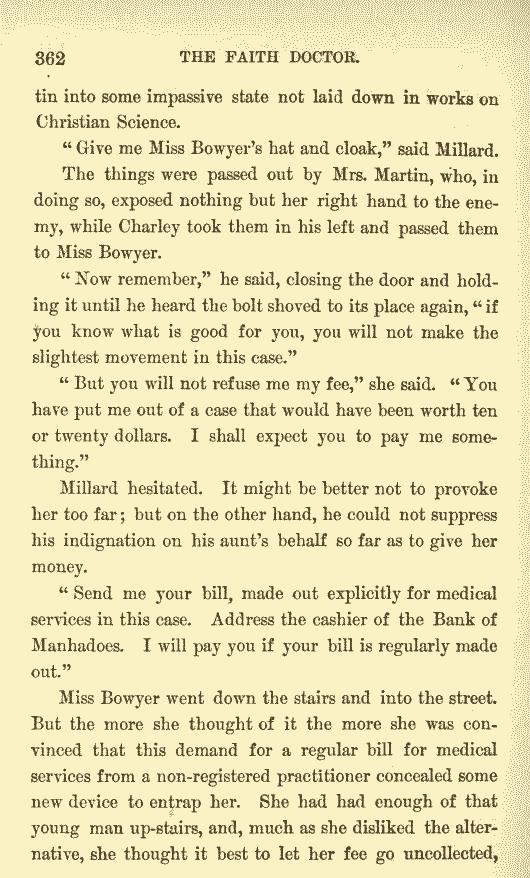 362 THE FAITH DOCTOR.
tin into some impassive state not laid down in works on
Christian Science.
“ Give me Miss Bowyer’s hat and cloak,” said Millard.
The things were passed out by Mrs. Martin, who, in
doing so, exposed nothing but her right hand to the ene-
my, while Charley took them in his left and passed them
to Miss Bowyer.
“ Now remember,” he said, closing the door and hold-
ing it until he heard the bolt shoved to its place again, “ if
you know what is good for you, you will not make the
slightest movement in this case.”
“ But you will not refuse me my fee,” she said. “ You
have put me out of a case that would have been worth ten
or twenty dollars. I shall expect you to pay me some-
thing.”
Millard hesitated. It might be better not to provoke
her too far; but on the other hand, he could not suppress
his indignation on his aunt’s behalf so far as to give her
money.
“ Send me your bill, made out explicitly for medical
services in this case. Address the cashier of the Bank of
Manhadoes. I will pay you if your bill is regularly made
out.”
Miss Bowyer went down the stairs and into the street.
But the more she thought of it the more she was con-
vinced that this demand for a regular bill for medical
services from a non-registered practitioner concealed some
new device to entrap her. She had had enough of that
young man up-stairs, and, much as she disliked the alter-
native, she thought it best to let her fee go uncollected,